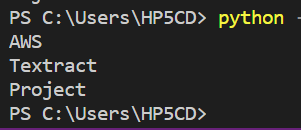 PS C:\Users\HP5CD> python -
AWS
Textract
Project
PS C:\Users\HP5CD>